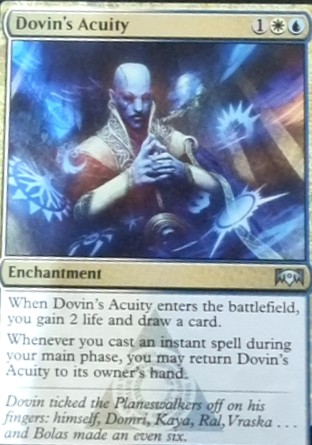 Dovin's Acuity 1
Enchantment
When Dovin's Acuity enters the battlefield,
you gain 2 life and draw a card.
Whenever you cast an instant spell during
your main phase, you may return Dovin's
Acuity to its owner's hand.
Dovin ticked the Planeswalkers off on his
fingers: himself, Domri, Kaya, Ral, Vraska . . .
and Bolas made an even six.